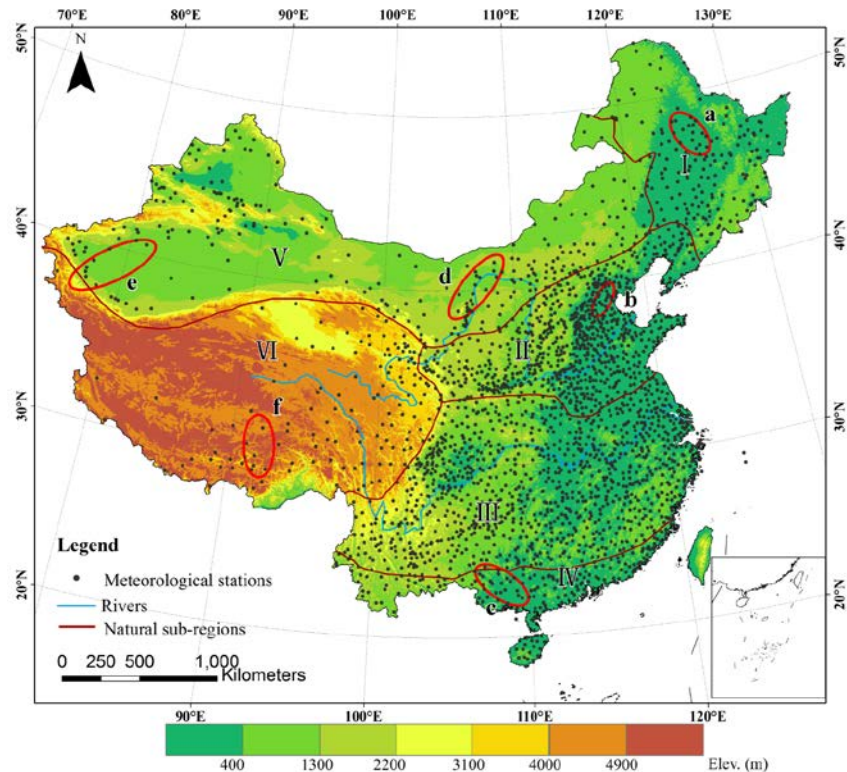 70°E 80°E 90°E 100°E 110°E 120°E 130°E
50°N 50°N
N
a
I
40°N 40°N
V
e
d
b
II
VI
30°N 30°N
f
III
Legend
Meteorological stations
IV
20°N 20°N
c
Rivers
Natural sub-regions
0 250 500 1,000
Kilometers
90°E 100°E 110°E 120°E
400 1300 2200 3100 4000 4900 Elev. (m)